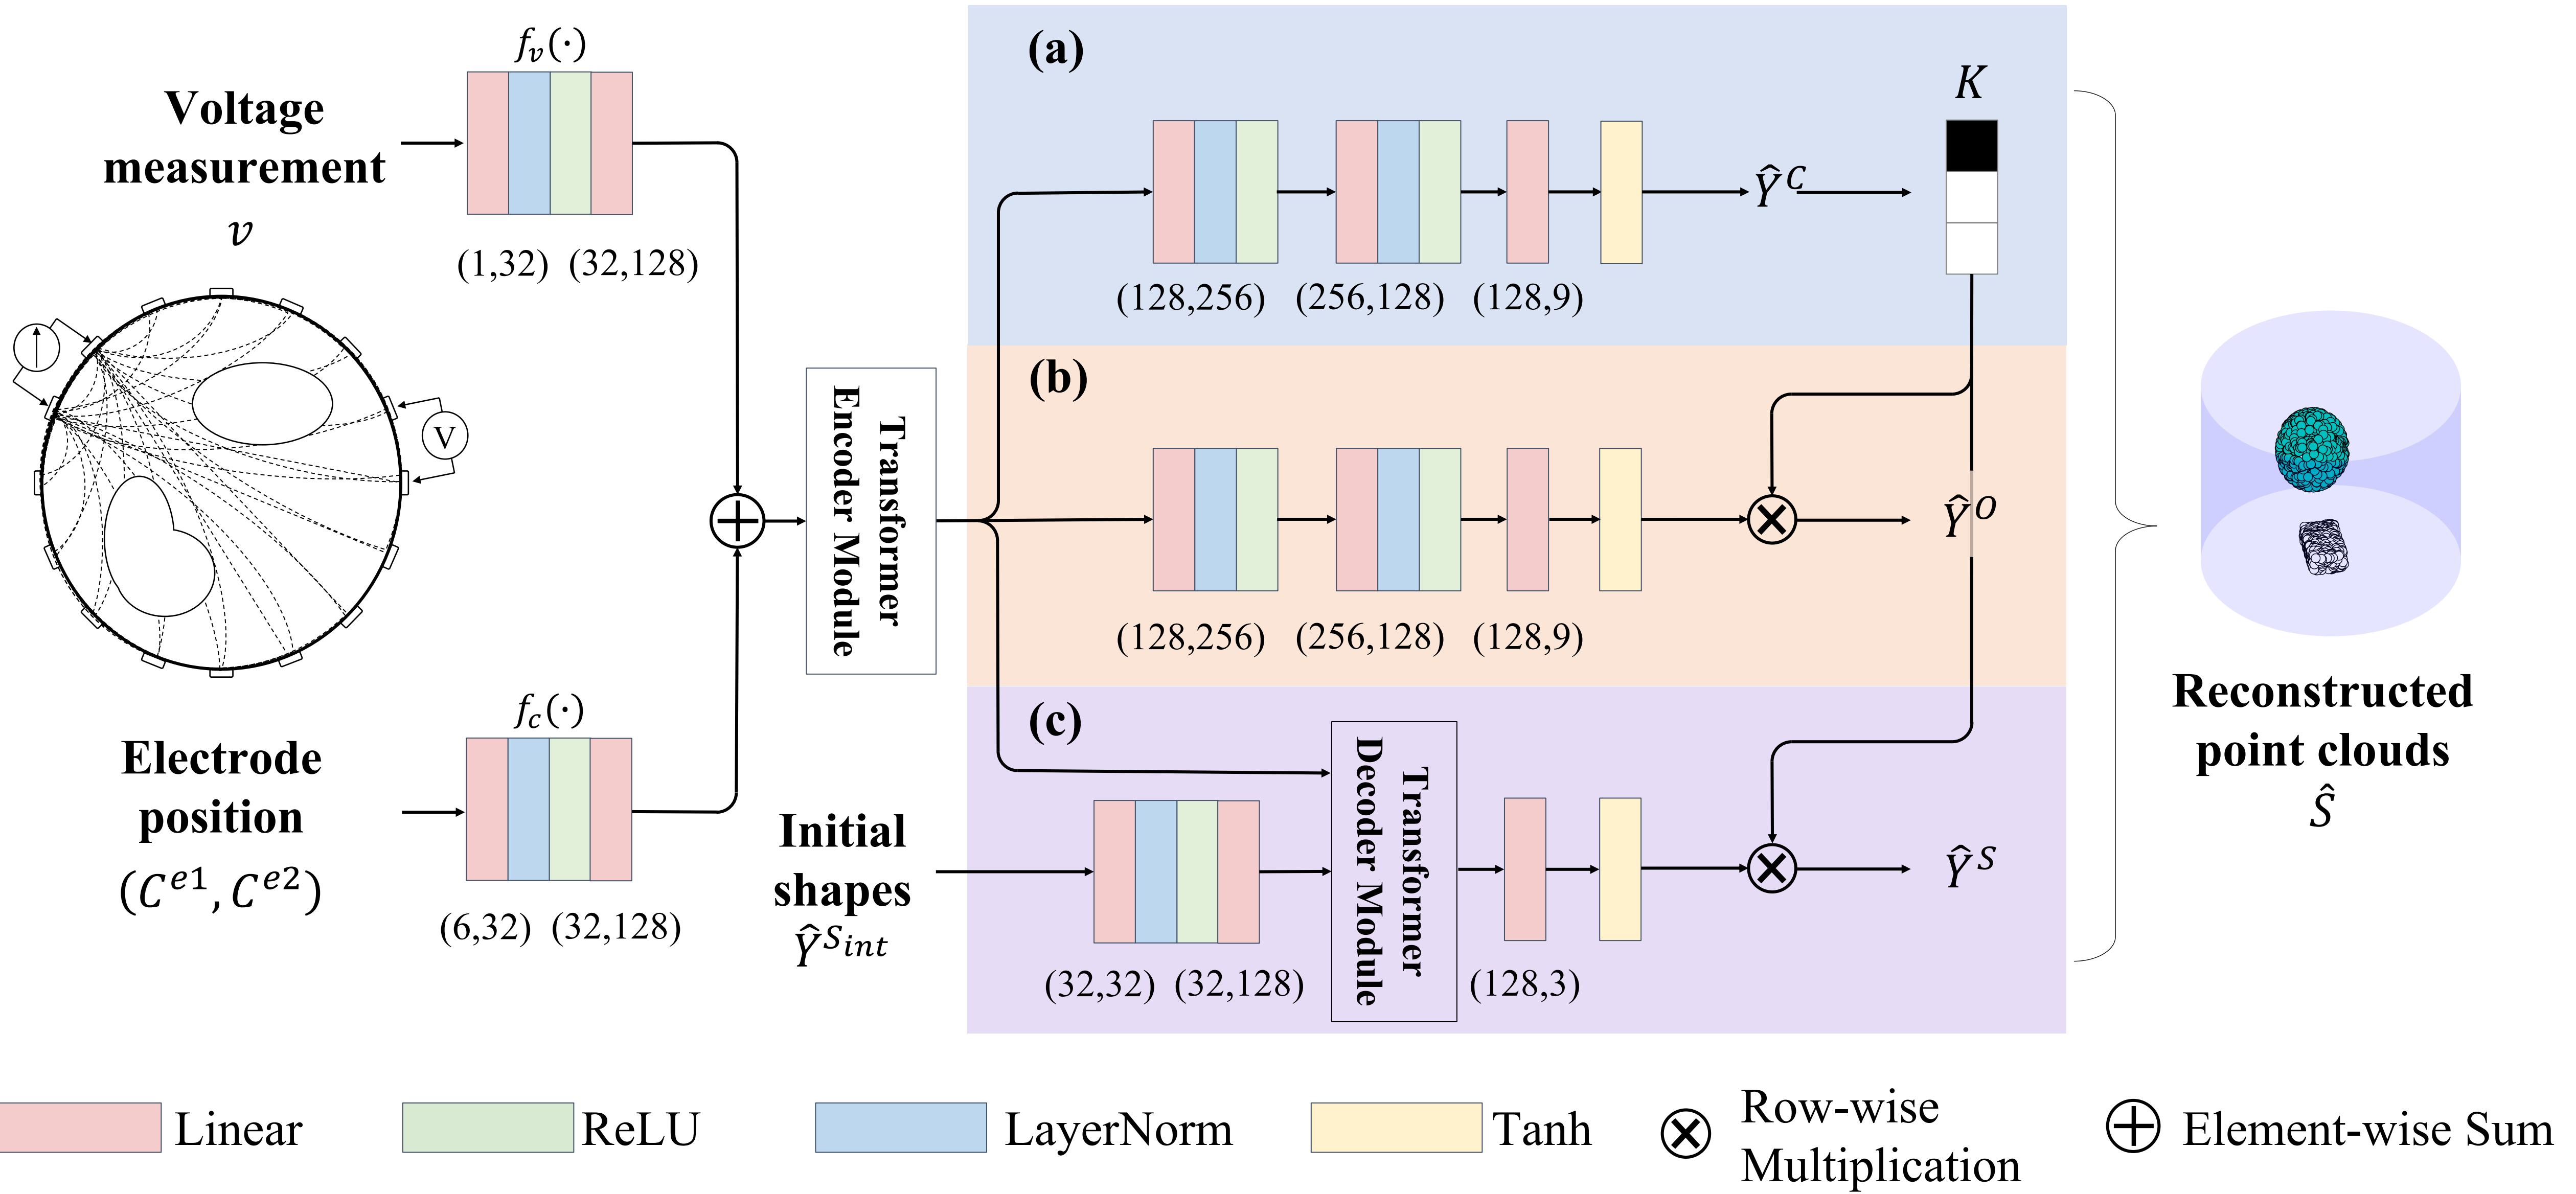 f_v(·)
Voltage
measurement
v
(1,32) (32,128)
V
f_c(·)
Electrode
position
(C^{e1}, C^{e2})
(6,32) (32,128)
Transformer
Encoder Module
(a)
K
Ŷ^C
(128,256) (256,128) (128,9)
(b)
Ŷ^O
(128,256) (256,128) (128,9)
(c)
Initial
shapes
Ŷ^{S_{int}}
Transformer
Decoder Module
Ŷ^S
(32,32) (32,128) (128,3)
Reconstructed
point clouds
Ŝ
Linear
ReLU
LayerNorm
Tanh
Row-wise
Multiplication
Element-wise Sum